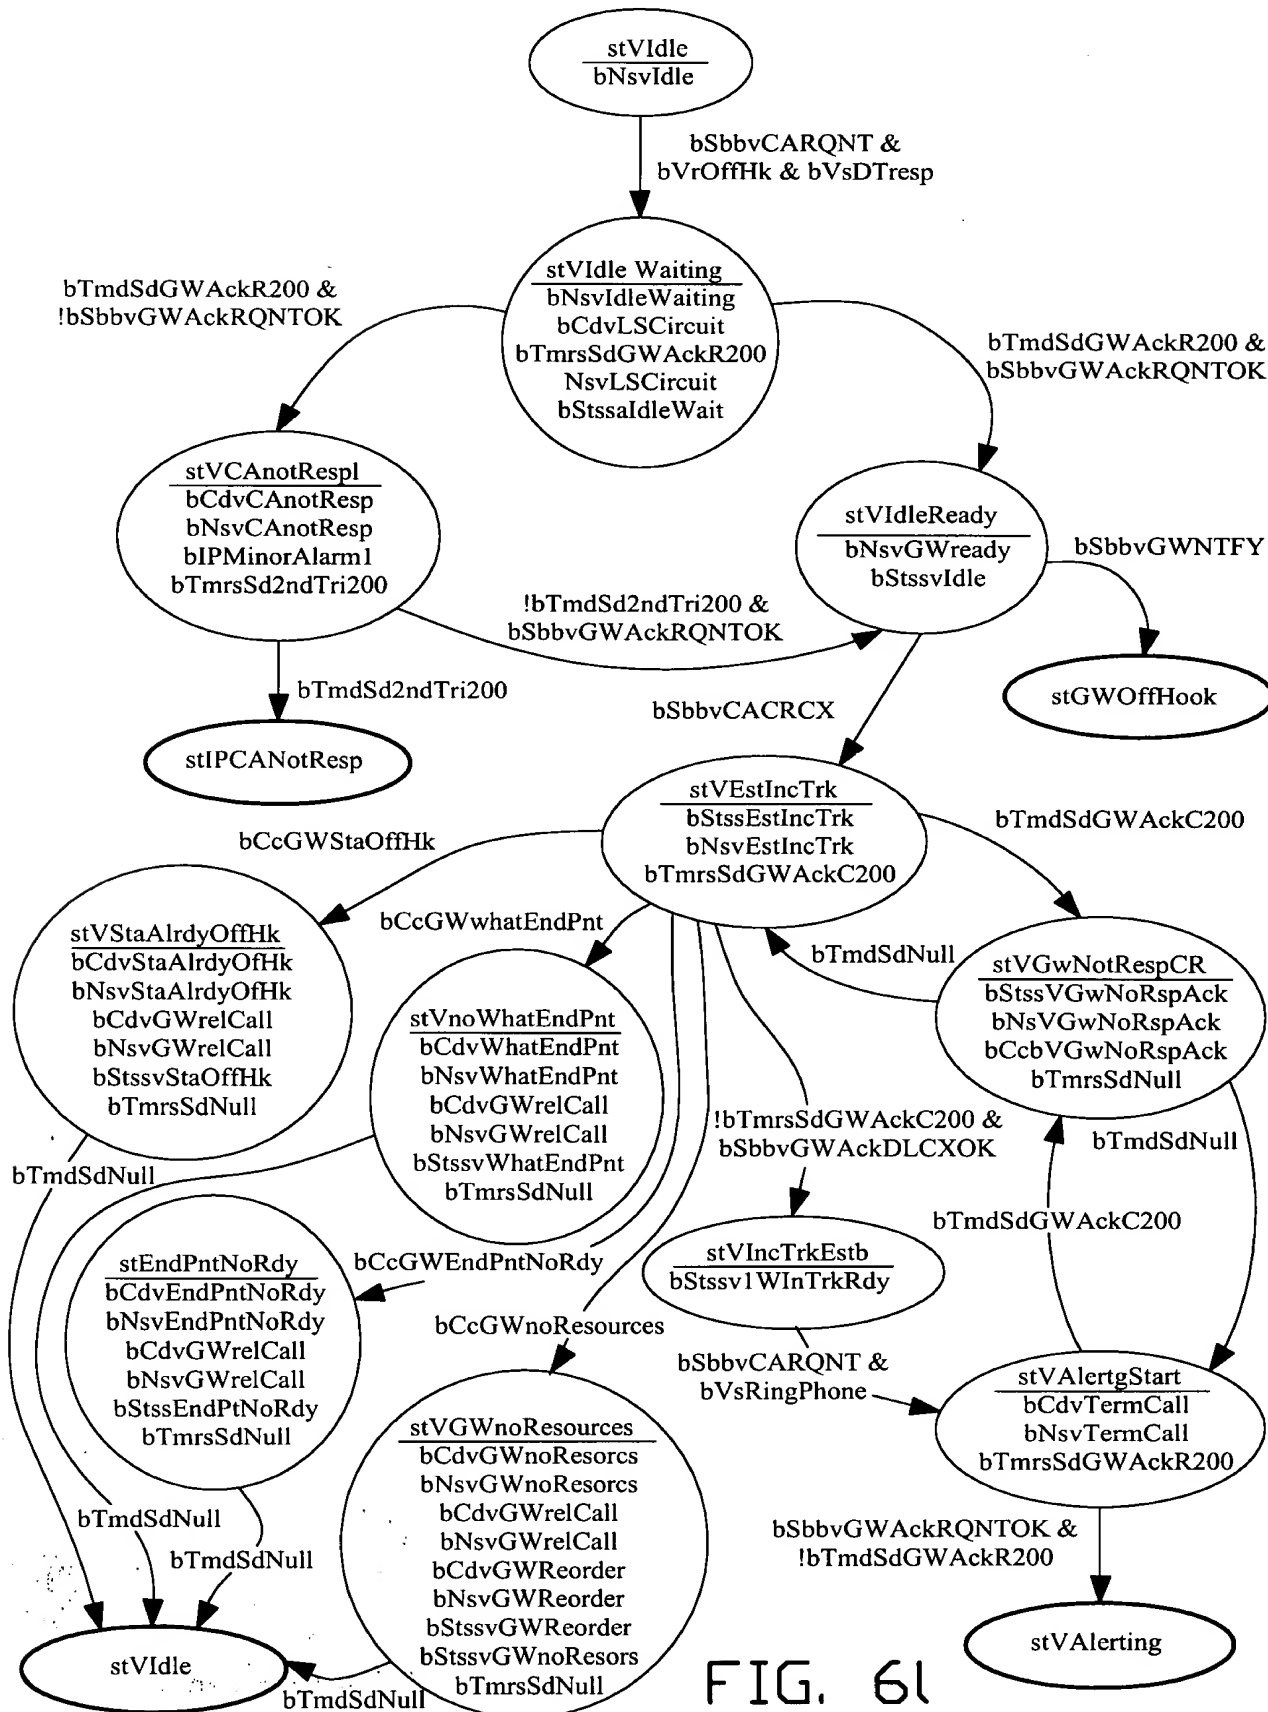 stVIdle
bNsvIdle
bSbbvCARQNT &
bVrOffHk & bVsDTresp
stVIdle Waiting
bNsvIdleWaiting
bCdvLSCircuit
bTmrsSdGWAckR200
NsvLSCircuit
bStssaIdleWait
bTmdSdGWAckR200 &
!bSbbvGWAckRQNTOK
bTmdSdGWAckR200 &
bSbbvGWAckRQNTOK
stVCAnotRespl
bCdvCAnotResp
bNsvCAnotResp
bIPMinorAlarm1
bTmrsSd2ndTri200
stVIdleReady
bNsvGWready
bStssvIdle
bSbbvGWNTFY
!bTmdSd2ndTri200 &
bSbbvGWAckRQNTOK
bTmdSd2ndTri200
stGWOffHook
bSbbvCACRCX
stIPCANotResp
stVEstIncTrk
bStssEstIncTrk
bNsvEstIncTrk
bTmrsSdGWAckC200
bTmdSdGWAckC200
bCcGWStaOffHk
bCcGWwhatEndPnt
stVStaAlrdyOffHk
bCdvStaAlrdyOfHk
bNsvStaAlrdyOfHk
bCdvGWrelCall
bNsvGWrelCall
bStssvStaOffHk
bTmrsSdNull
bTmdSdNull
stVGwNotRespCR
bStssVGwNoRspAck
bNsVGwNoRspAck
bCcbVGwNoRspAck
bTmrsSdNull
stVnoWhatEndPnt
bCdvWhatEndPnt
bNsvWhatEndPnt
bCdvGWrelCall
bNsvGWrelCall
bStssvWhatEndPnt
bTmrsSdNull
!bTmrsSdGWAckC200 &
bSbbvGWAckDLCXOK
bTmdSdNull
bTmdSdNull
bTmdSdGWAckC200
stVIncTrkEstb
bStssv1WInTrkRdy
stEndPntNoRdy
bCdvEndPntNoRdy
bNsvEndPntNoRdy
bCdvGWrelCall
bNsvGWrelCall
bStssEndPtNoRdy
bTmrsSdNull
bCcGWEndPntNoRdy
bCcGWnoResources
bSbbvCARQNT &
bVsRingPhone
stVAlertgStart
bCdvTermCall
bNsvTermCall
bTmrsSdGWAckR200
stVGWnoResources
bCdvGWnoResorcs
bNsvGWnoResorcs
bCdvGWrelCall
bNsvGWrelCall
bCdvGWReorder
bNsvGWReorder
bStssvGWReorder
bStssvGWnoResors
bTmrsSdNull
bTmdSdNull
bTmdSdNull
bSbbvGWAckRQNTOK &
!bTmdSdGWAckR200
stVIdle
bTmdSdNull
stVAlerting
FIG. 6l